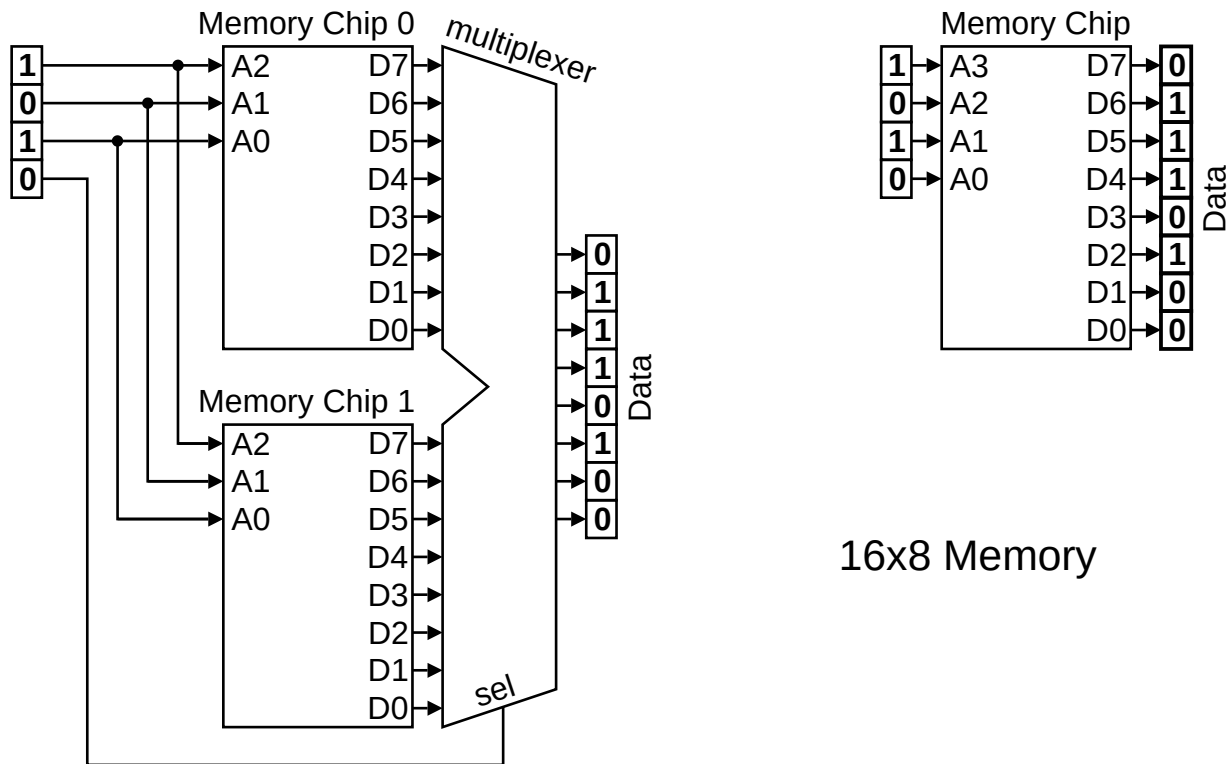 Memory Chip 0
multiplexer
1 A2 D7
0 A1 D6
1 A0 D5
0 D4
D3
D2 0
D1 1
D0 1
1
0
1
0
0
Data
Memory Chip 1
A2 D7
A1 D6
A0 D5
D4
D3
D2
D1
D0
sel
Memory Chip
1 A3 D7 0
0 A2 D6 1
1 A1 D5 1
0 A0 D4 1
D3 0
D2 1
D1 0
D0 0
Data
16x8 Memory